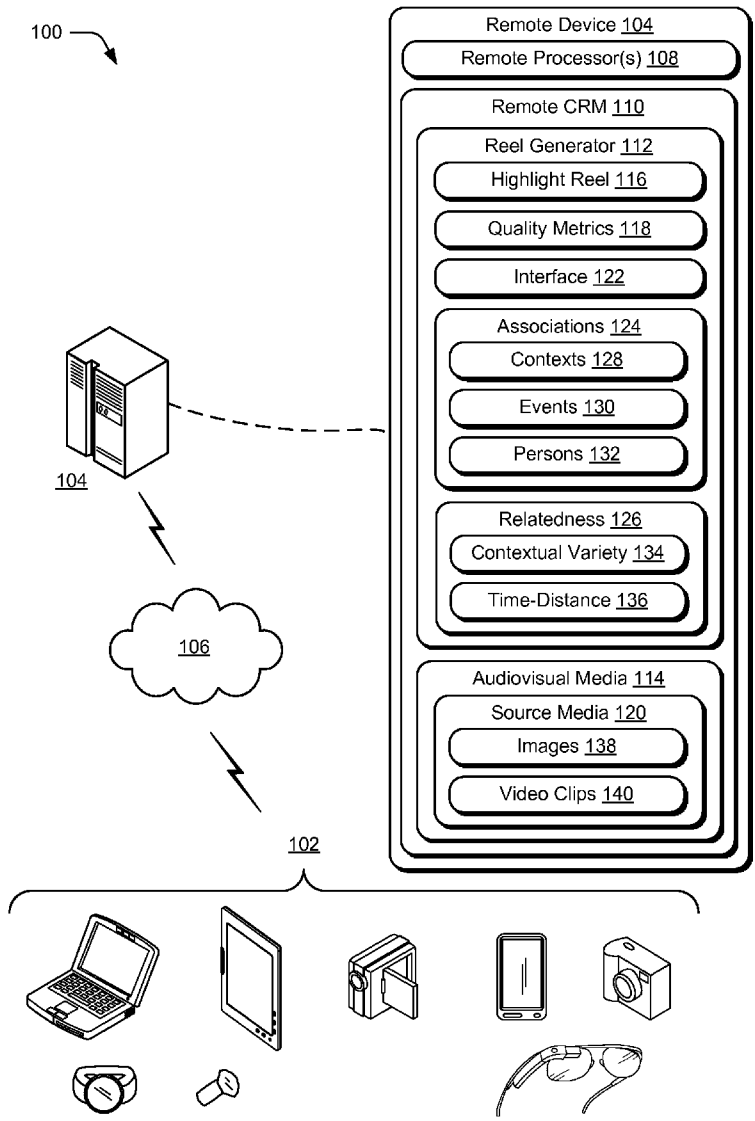 100
Remote Device 104
Remote Processor(s) 108
Remote CRM 110
Reel Generator 112
Highlight Reel 116
Quality Metrics 118
Interface 122
Associations 124
Contexts 128
Events 130
Persons 132
104
Relatedness 126
Contextual Variety 134
Time-Distance 136
106
Audiovisual Media 114
Source Media 120
Images 138
Video Clips 140
102